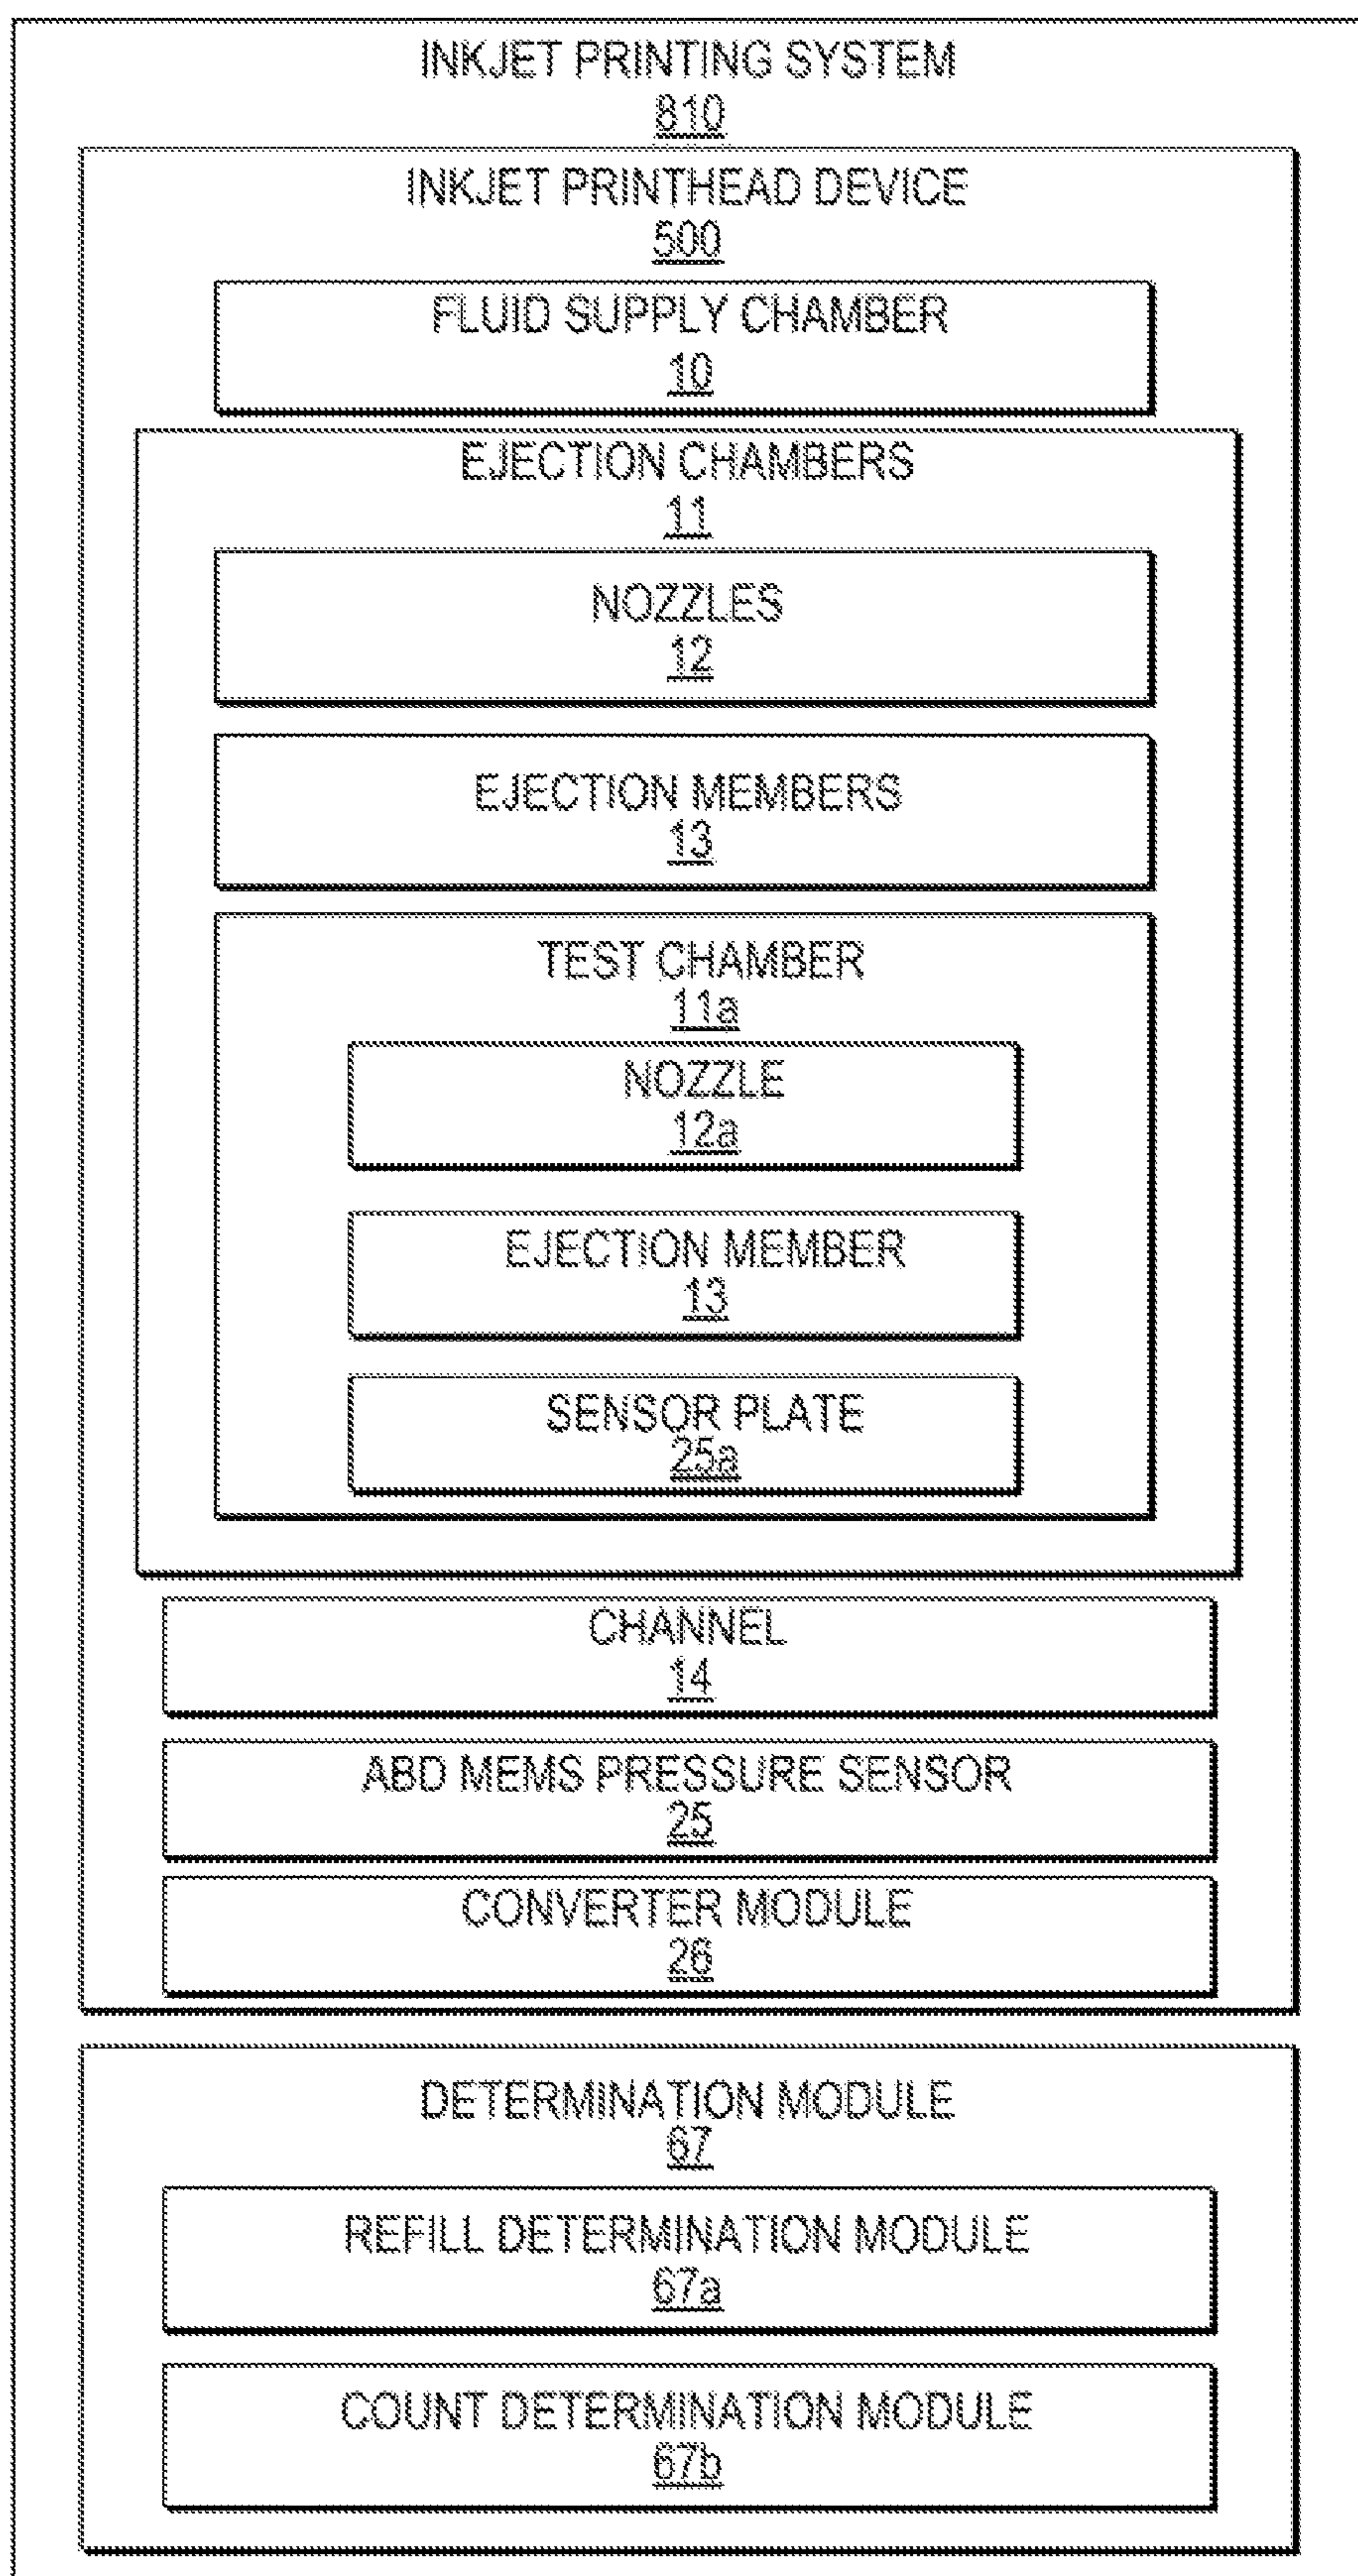 INKJET PRINTING SYSTEM
810
INKJET PRINTHEAD DEVICE
500
FLUID SUPPLY CHAMBER
10
EJECTION CHAMBERS
11
NOZZLES
12
EJECTION MEMBERS
13
TEST CHAMBER
11a
NOZZLE
12a
EJECTION MEMBER
13
SENSOR PLATE
25a
CHANNEL
14
ABD MEMS PRESSURE SENSOR
25
CONVERTER MODULE
26
DETERMINATION MODULE
67
REFILL DETERMINATION MODULE
67a
COUNT DETERMINATION MODULE
67b